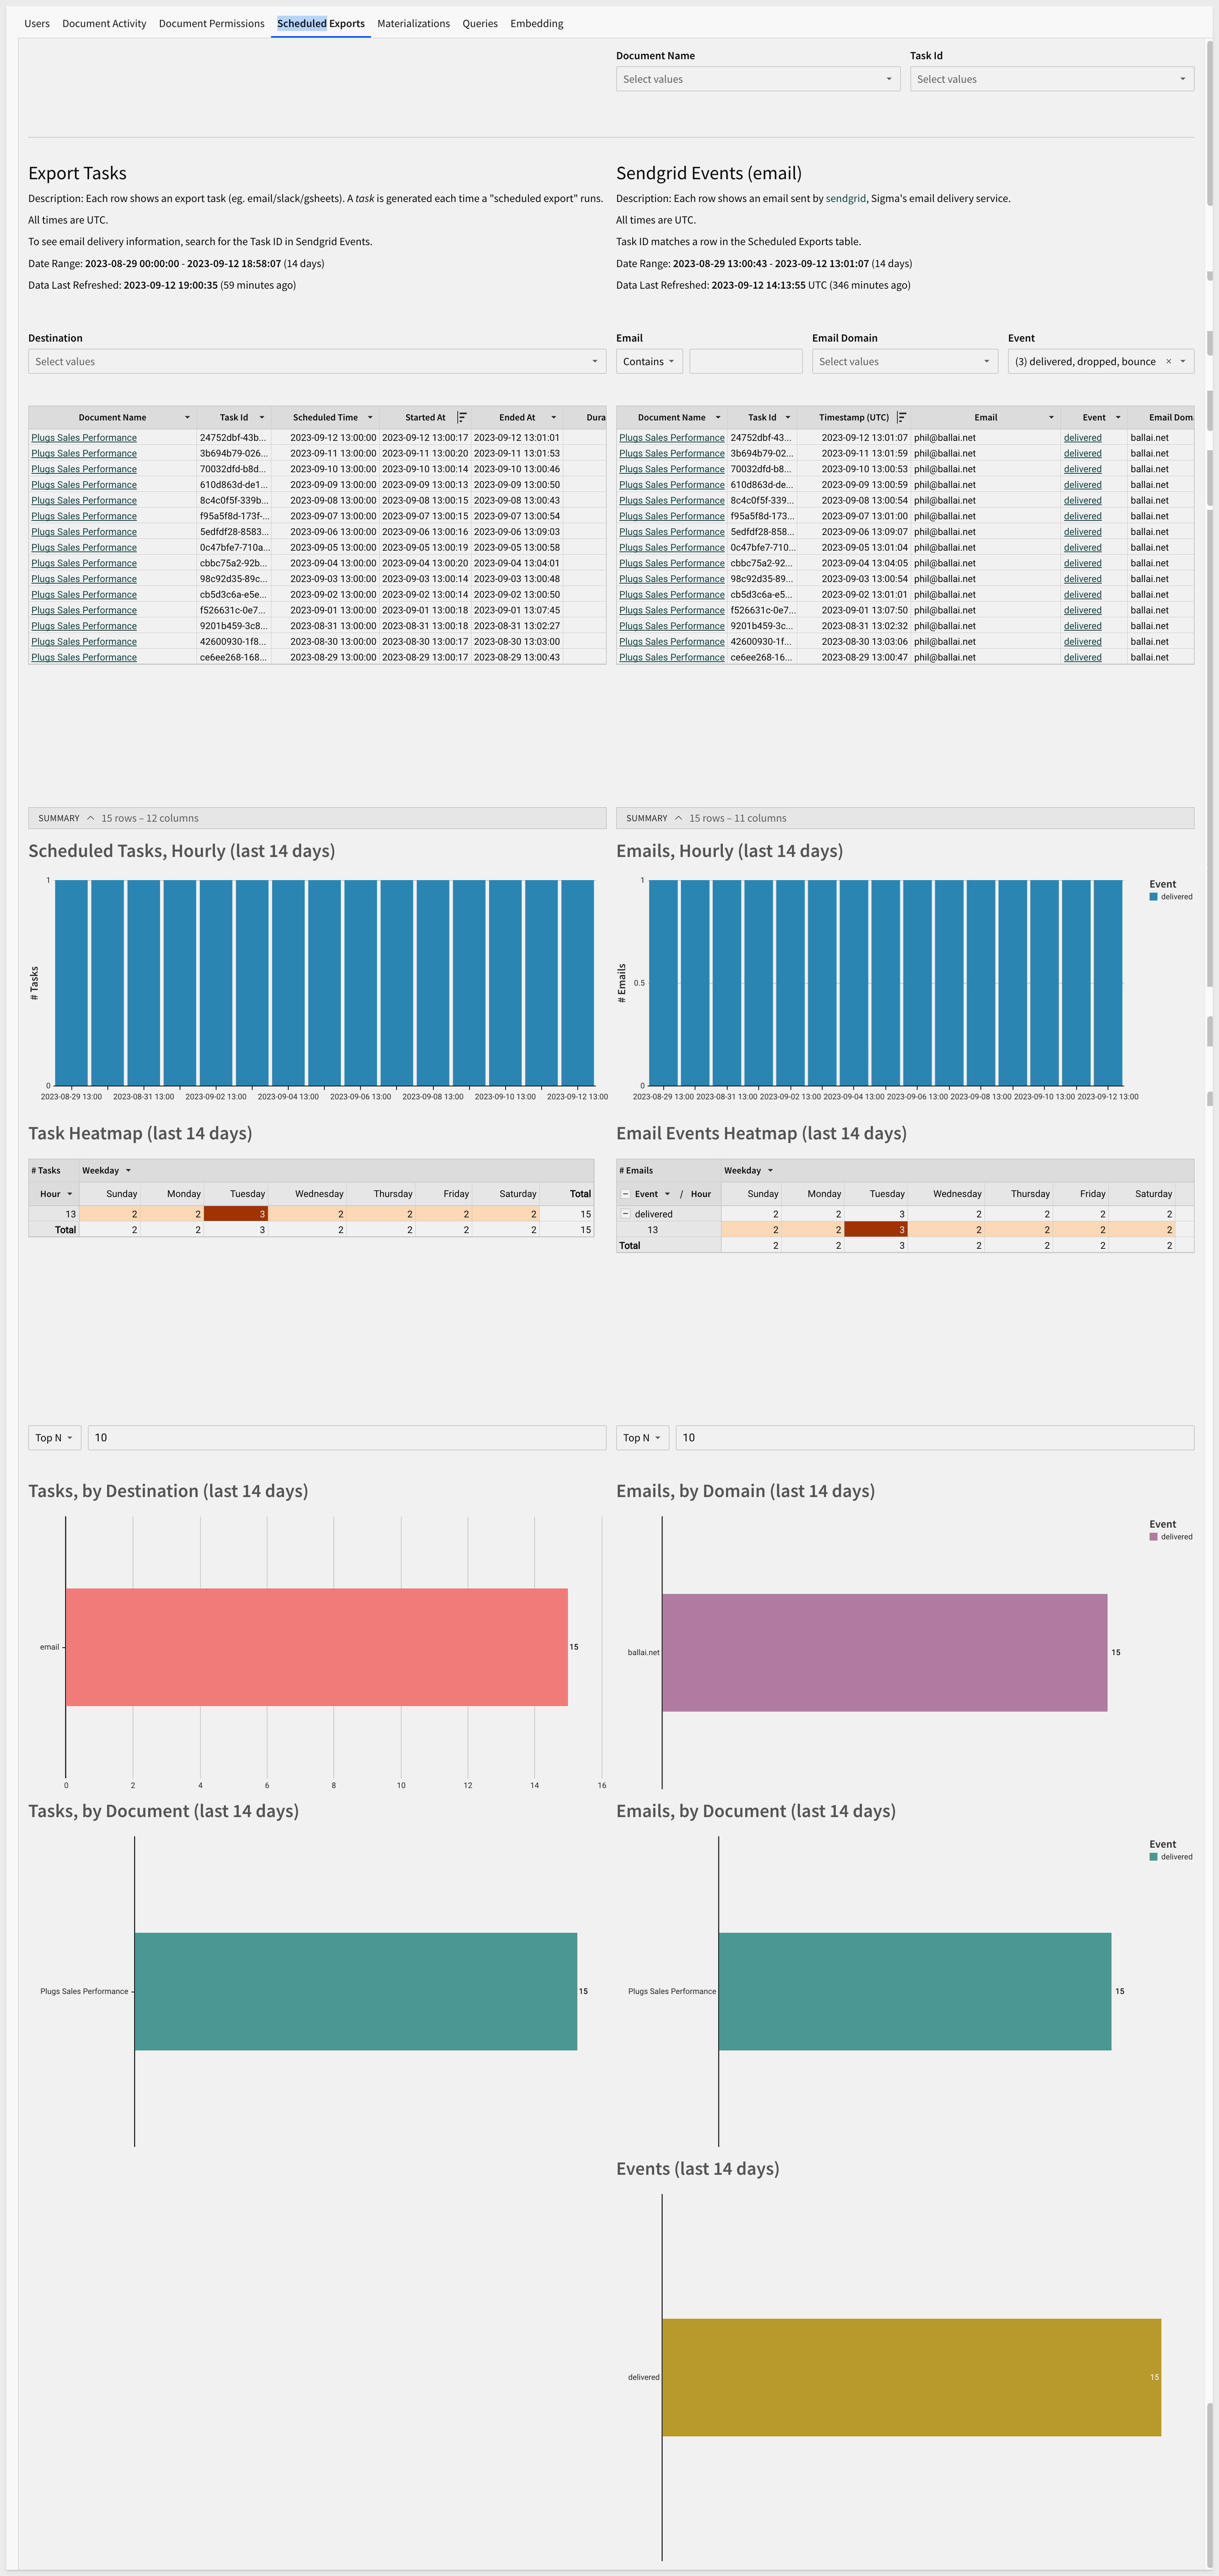 Users Document Activity Document Permissions Scheduled Exports Materializations Queries Embedding
Document Name Task Id
Select values Select values
Export Tasks
Description: Each row shows an export task (eg. email/slack/gsheets). A task is generated each time a "scheduled export" runs.
All times are UTC.
To see email delivery information, search for the Task ID in Sendgrid Events.
Date Range: 2023-08-29 00:00:00 - 2023-09-12 18:58:07 (14 days)
Data Last Refreshed: 2023-09-12 19:00:35 (59 minutes ago)
Sendgrid Events (email)
Description: Each row shows an email sent by sendgrid, Sigma's email delivery service.
All times are UTC.
Task ID matches a row in the Scheduled Exports table.
Date Range: 2023-08-29 13:00:43 - 2023-09-12 13:01:07 (14 days)
Data Last Refreshed: 2023-09-12 14:13:55 UTC (346 minutes ago)
Destination
Select values
Email Email Domain Event
Contains Select values (3) delivered, dropped, bounce
Document Name Task Id Scheduled Time Started At Ended At Dura
Plugs Sales Performance 24752dbf-43b... 2023-09-12 13:00:00 2023-09-12 13:00:17 2023-09-12 13:01:01
Plugs Sales Performance 3b694b79-026... 2023-09-11 13:00:00 2023-09-11 13:00:20 2023-09-11 13:01:53
Plugs Sales Performance 70032dfd-b8d... 2023-09-10 13:00:00 2023-09-10 13:00:14 2023-09-10 13:00:46
Plugs Sales Performance 610d863d-de1... 2023-09-09 13:00:00 2023-09-09 13:00:13 2023-09-09 13:00:50
Plugs Sales Performance 8c4c0f5f-339b... 2023-09-08 13:00:00 2023-09-08 13:00:15 2023-09-08 13:00:43
Plugs Sales Performance f95a5f8d-173f-... 2023-09-07 13:00:00 2023-09-07 13:00:15 2023-09-07 13:00:54
Plugs Sales Performance 5edfdf28-8583... 2023-09-06 13:00:00 2023-09-06 13:00:16 2023-09-06 13:09:03
Plugs Sales Performance 0c47bfe7-710a... 2023-09-05 13:00:00 2023-09-05 13:00:19 2023-09-05 13:00:58
Plugs Sales Performance cbbc75a2-92b... 2023-09-04 13:00:00 2023-09-04 13:00:20 2023-09-04 13:04:01
Plugs Sales Performance 98c92d35-89c... 2023-09-03 13:00:00 2023-09-03 13:00:14 2023-09-03 13:00:48
Plugs Sales Performance cb5d3c6a-e5e... 2023-09-02 13:00:00 2023-09-02 13:00:14 2023-09-02 13:00:50
Plugs Sales Performance f526631c-0e7... 2023-09-01 13:00:00 2023-09-01 13:00:18 2023-09-01 13:07:45
Plugs Sales Performance 9201b459-3c8... 2023-08-31 13:00:00 2023-08-31 13:00:18 2023-08-31 13:02:27
Plugs Sales Performance 42600930-1f8... 2023-08-30 13:00:00 2023-08-30 13:00:17 2023-08-30 13:03:00
Plugs Sales Performance ce6ee268-168... 2023-08-29 13:00:00 2023-08-29 13:00:17 2023-08-29 13:00:43
SUMMARY 15 rows – 12 columns
Document Name Task Id Timestamp (UTC) Email Event Email Dom
Plugs Sales Performance 24752dbf-43... 2023-09-12 13:01:07 phil@ballai.net delivered ballai.net
Plugs Sales Performance 3b694b79-02... 2023-09-11 13:01:59 phil@ballai.net delivered ballai.net
Plugs Sales Performance 70032dfd-b8... 2023-09-10 13:00:53 phil@ballai.net delivered ballai.net
Plugs Sales Performance 610d863d-de... 2023-09-09 13:00:59 phil@ballai.net delivered ballai.net
Plugs Sales Performance 8c4c0f5f-339... 2023-09-08 13:00:54 phil@ballai.net delivered ballai.net
Plugs Sales Performance f95a5f8d-173... 2023-09-07 13:01:00 phil@ballai.net delivered ballai.net
Plugs Sales Performance 5edfdf28-858... 2023-09-06 13:09:07 phil@ballai.net delivered ballai.net
Plugs Sales Performance 0c47bfe7-710... 2023-09-05 13:01:04 phil@ballai.net delivered ballai.net
Plugs Sales Performance cbbc75a2-92... 2023-09-04 13:04:05 phil@ballai.net delivered ballai.net
Plugs Sales Performance 98c92d35-89... 2023-09-03 13:00:54 phil@ballai.net delivered ballai.net
Plugs Sales Performance cb5d3c6a-e5... 2023-09-02 13:01:01 phil@ballai.net delivered ballai.net
Plugs Sales Performance f526631c-0e7... 2023-09-01 13:07:50 phil@ballai.net delivered ballai.net
Plugs Sales Performance 9201b459-3c... 2023-08-31 13:02:32 phil@ballai.net delivered ballai.net
Plugs Sales Performance 42600930-1f... 2023-08-30 13:03:06 phil@ballai.net delivered ballai.net
Plugs Sales Performance ce6ee268-16... 2023-08-29 13:00:47 phil@ballai.net delivered ballai.net
SUMMARY 15 rows – 11 columns
Scheduled Tasks, Hourly (last 14 days)
1
# Tasks
0
2023-08-29 13:00 2023-08-31 13:00 2023-09-02 13:00 2023-09-04 13:00 2023-09-06 13:00 2023-09-08 13:00 2023-09-10 13:00 2023-09-12 13:00
Emails, Hourly (last 14 days)
Event
delivered
1
# Emails
0.5
0
2023-08-29 13:00 2023-08-31 13:00 2023-09-02 13:00 2023-09-04 13:00 2023-09-06 13:00 2023-09-08 13:00 2023-09-10 13:00 2023-09-12 13:00
Task Heatmap (last 14 days)
# Tasks Weekday
Hour Sunday Monday Tuesday Wednesday Thursday Friday Saturday Total
13 2 2 3 2 2 2 2 15
Total 2 2 3 2 2 2 2 15
Email Events Heatmap (last 14 days)
# Emails Weekday
Event / Hour Sunday Monday Tuesday Wednesday Thursday Friday Saturday
delivered 2 2 3 2 2 2 2
13 2 2 3 2 2 2 2
Total 2 2 3 2 2 2 2
Top N 10
Top N 10
Tasks, by Destination (last 14 days)
email 15
0 2 4 6 8 10 12 14 16
Emails, by Domain (last 14 days)
Event
delivered
ballai.net 15
Tasks, by Document (last 14 days)
Plugs Sales Performance 15
Emails, by Document (last 14 days)
Event
delivered
Plugs Sales Performance 15
Events (last 14 days)
delivered 15